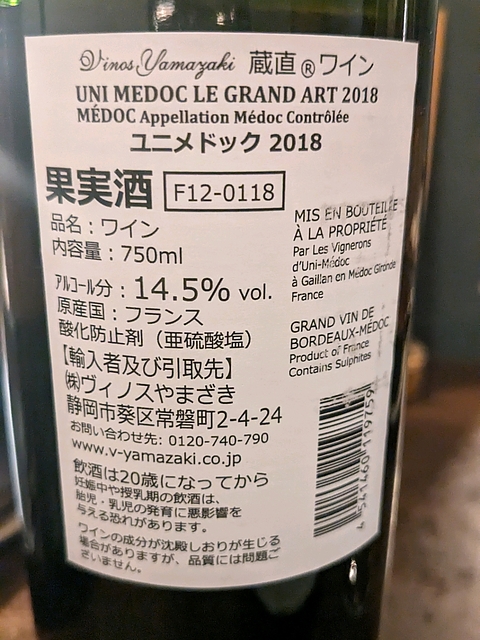 Vinos Yamazaki 蔵直®ワイン
UNI MEDOC LE GRAND ART 2018
MÉDOC Appellation Médoc Contrôlée
ユニメドック 2018
果実酒 F12-0118
品名：ワイン
内容量：750ml
アルコール分：14.5% vol.
原産国：フランス
酸化防止剤（亜硫酸塩）
【輸入者及び引取先】
㈱ヴィノスやまざき
静岡市葵区常磐町2-4-24
お問い合わせ先: 0120-740-790
www.v-yamazaki.co.jp
飲酒は20歳になってから
妊娠中や授乳期の飲酒は、
胎児・乳児の発育に悪影響を
与える恐れがあります。
ワインの成分が沈殿しおりが生じる
場合がありますが、品質には問題ご
ざいません。
MIS EN BOUTEILLE
À LA PROPRIÉTÉ
Par Les Vignerons
d'Uni-Médoc
à Gaillan en Médoc Gironde
France
GRAND VIN DE
BORDEAUX-MÉDOC
Product of France
Contains Sulphites
4 541460 119759